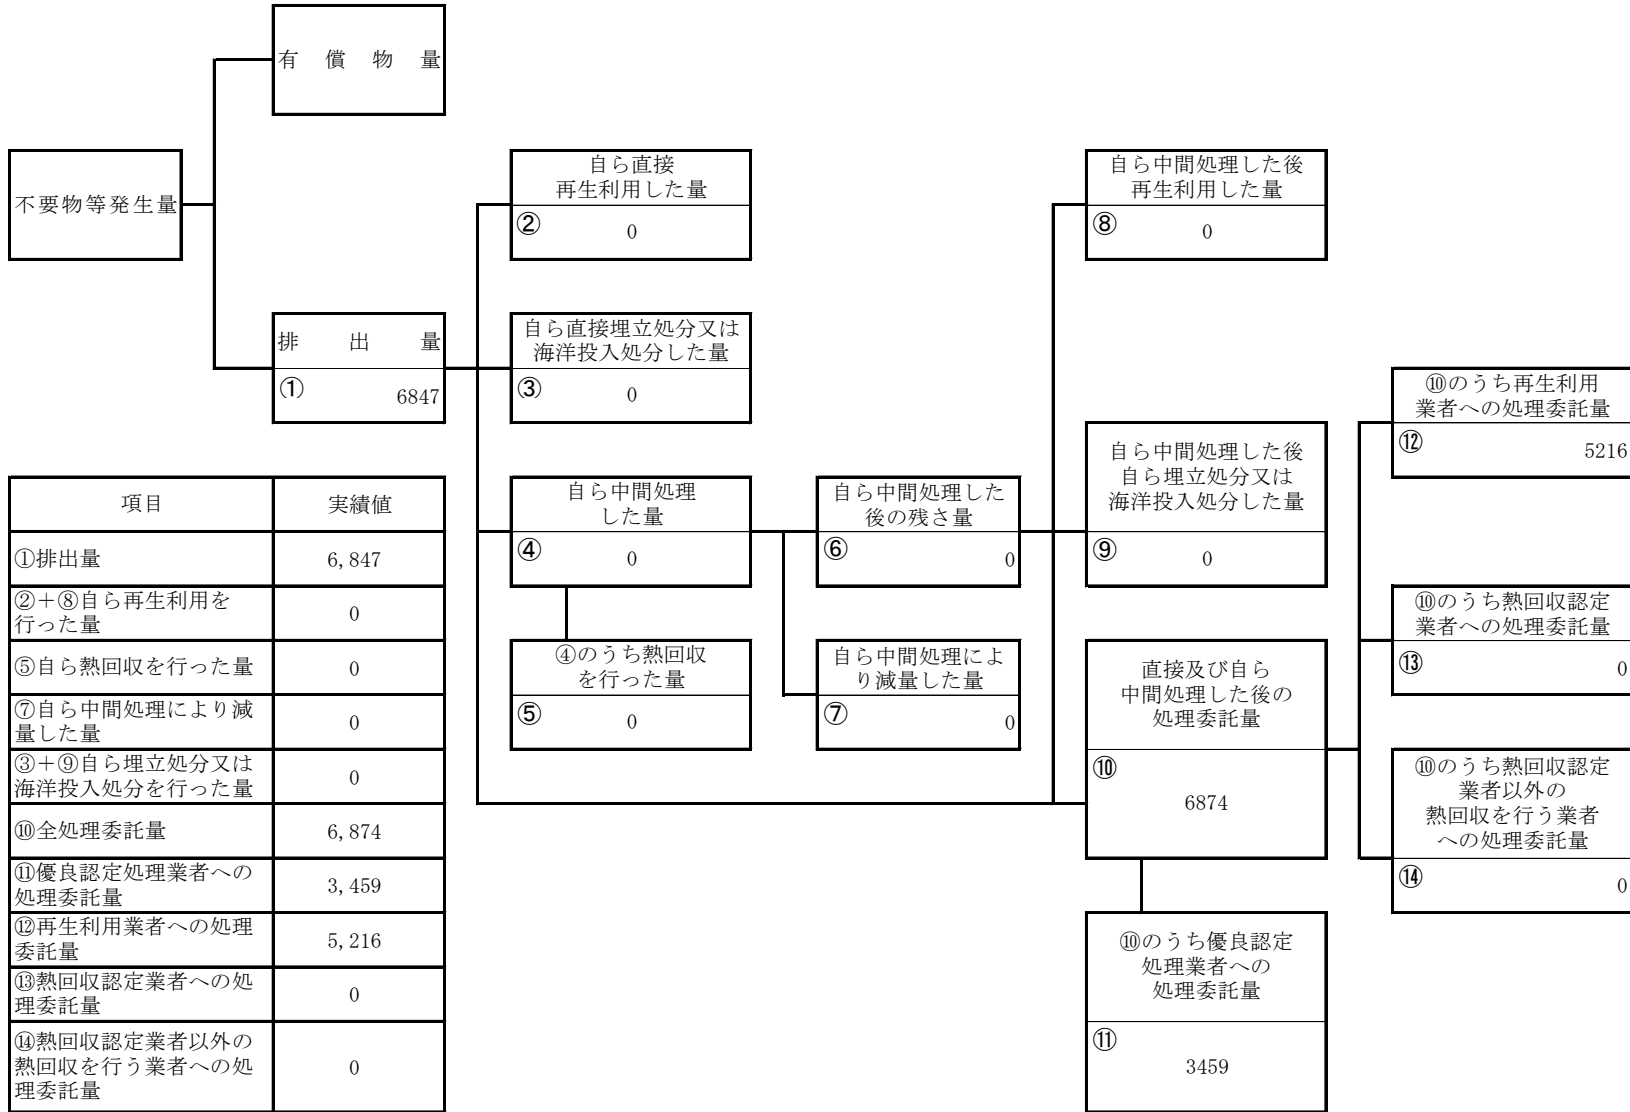 有償物量
不要物等発生量
排出量
① 6847
自ら直接
再生利用した量
② 0
自ら直接埋立処分又は
海洋投入処分した量
③ 0
自ら中間処理
した量
④ 0
④のうち熱回収
を行った量
⑤ 0
自ら中間処理した
後の残さ量
⑥ 0
自ら中間処理によ
り減量した量
⑦ 0
自ら中間処理した後
再生利用した量
⑧ 0
自ら中間処理した後
自ら埋立処分又は
海洋投入処分した量
⑨ 0
直接及び自ら
中間処理した後の
処理委託量
⑩
6874
⑩のうち優良認定
処理業者への
処理委託量
⑪
3459
⑩のうち再生利用
業者への処理委託量
⑫ 5216
⑩のうち熱回収認定
業者への処理委託量
⑬ 0
⑩のうち熱回収認定
業者以外の
熱回収を行う業者
への処理委託量
⑭ 0
項目 実績値
①排出量 6,847
②+⑧自ら再生利用を
行った量 0
⑤自ら熱回収を行った量 0
⑦自ら中間処理により減
量した量 0
③+⑨自ら埋立処分又は
海洋投入処分を行った量 0
⑩全処理委託量 6,874
⑪優良認定処理業者への
処理委託量 3,459
⑫再生利用業者への処理
委託量 5,216
⑬熱回収認定業者への処
理委託量 0
⑭熱回収認定業者以外の
熱回収を行う業者への処
理委託量 0